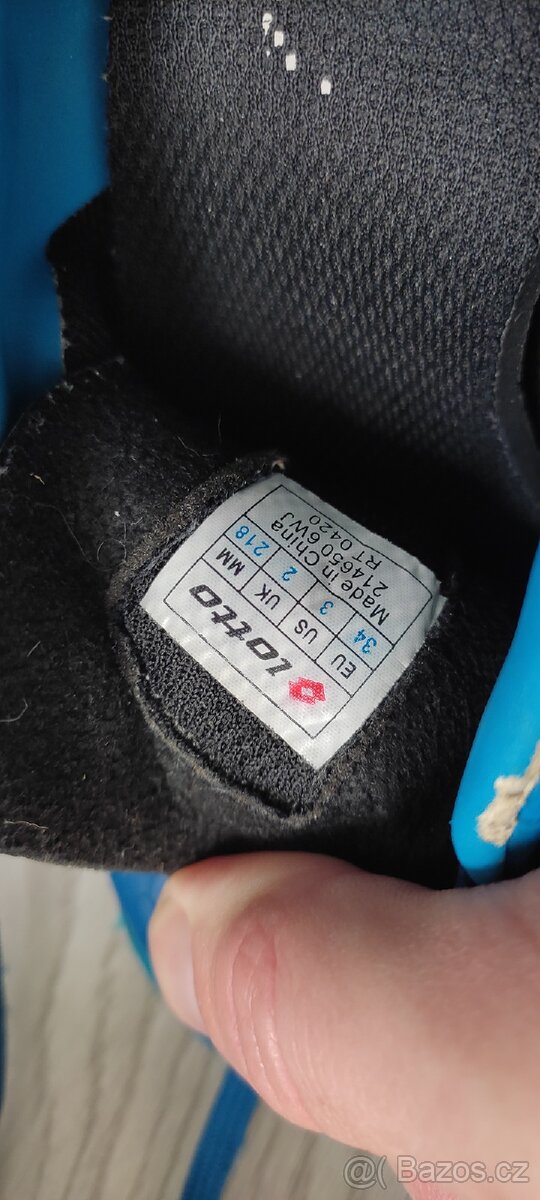 lotto
EU US UK MM
34 3 2 218
Made in China
214650 6WJ
RT 0420
@( Bazos.cz